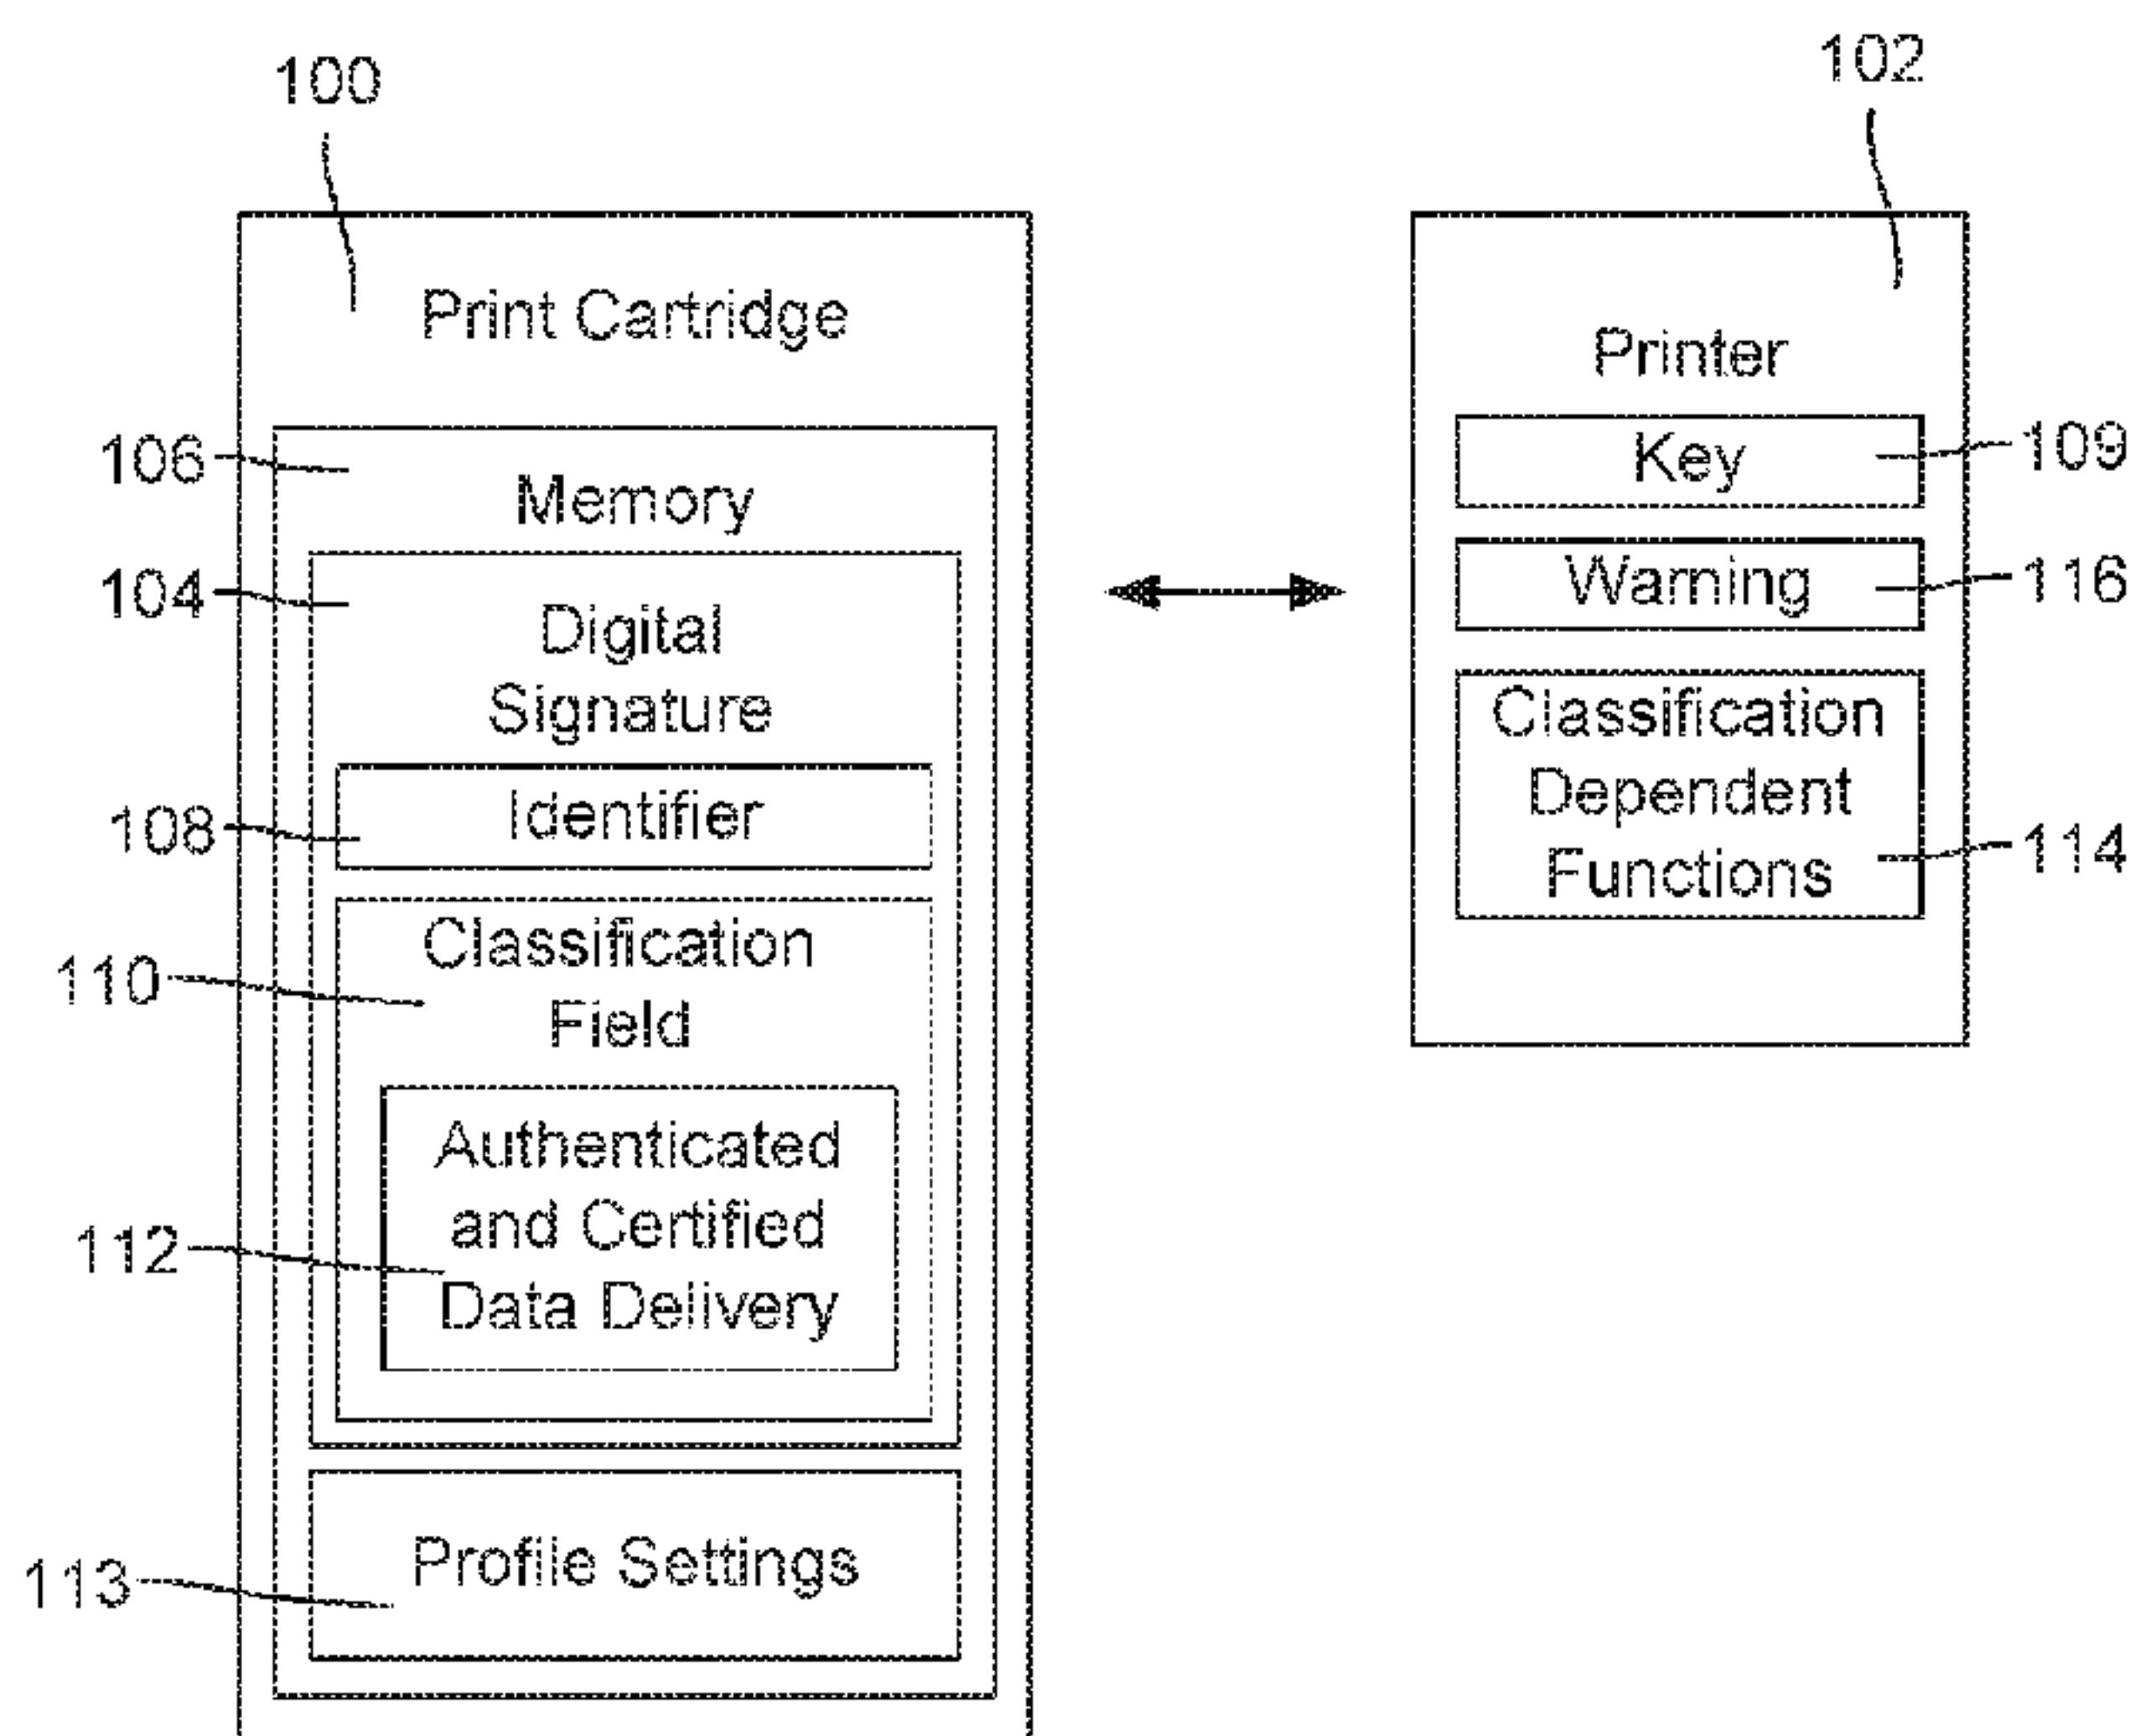 100
102
Print Cartridge
Printer
106
Memory
Key
109
104
Digital
Signature
Warning
116
108
Identifier
Classification
Dependent
Functions
114
110
Classification
Field
112
Authenticated
and Certified
Data Delivery
113
Profile Settings